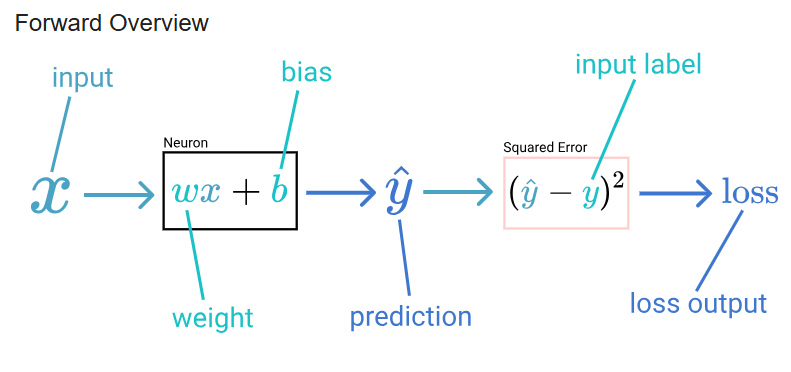 Forward Overview
input
bias
input label
Neuron
Squared Error
x
wx + b
ŷ
(ŷ − y)²
loss
weight
prediction
loss output